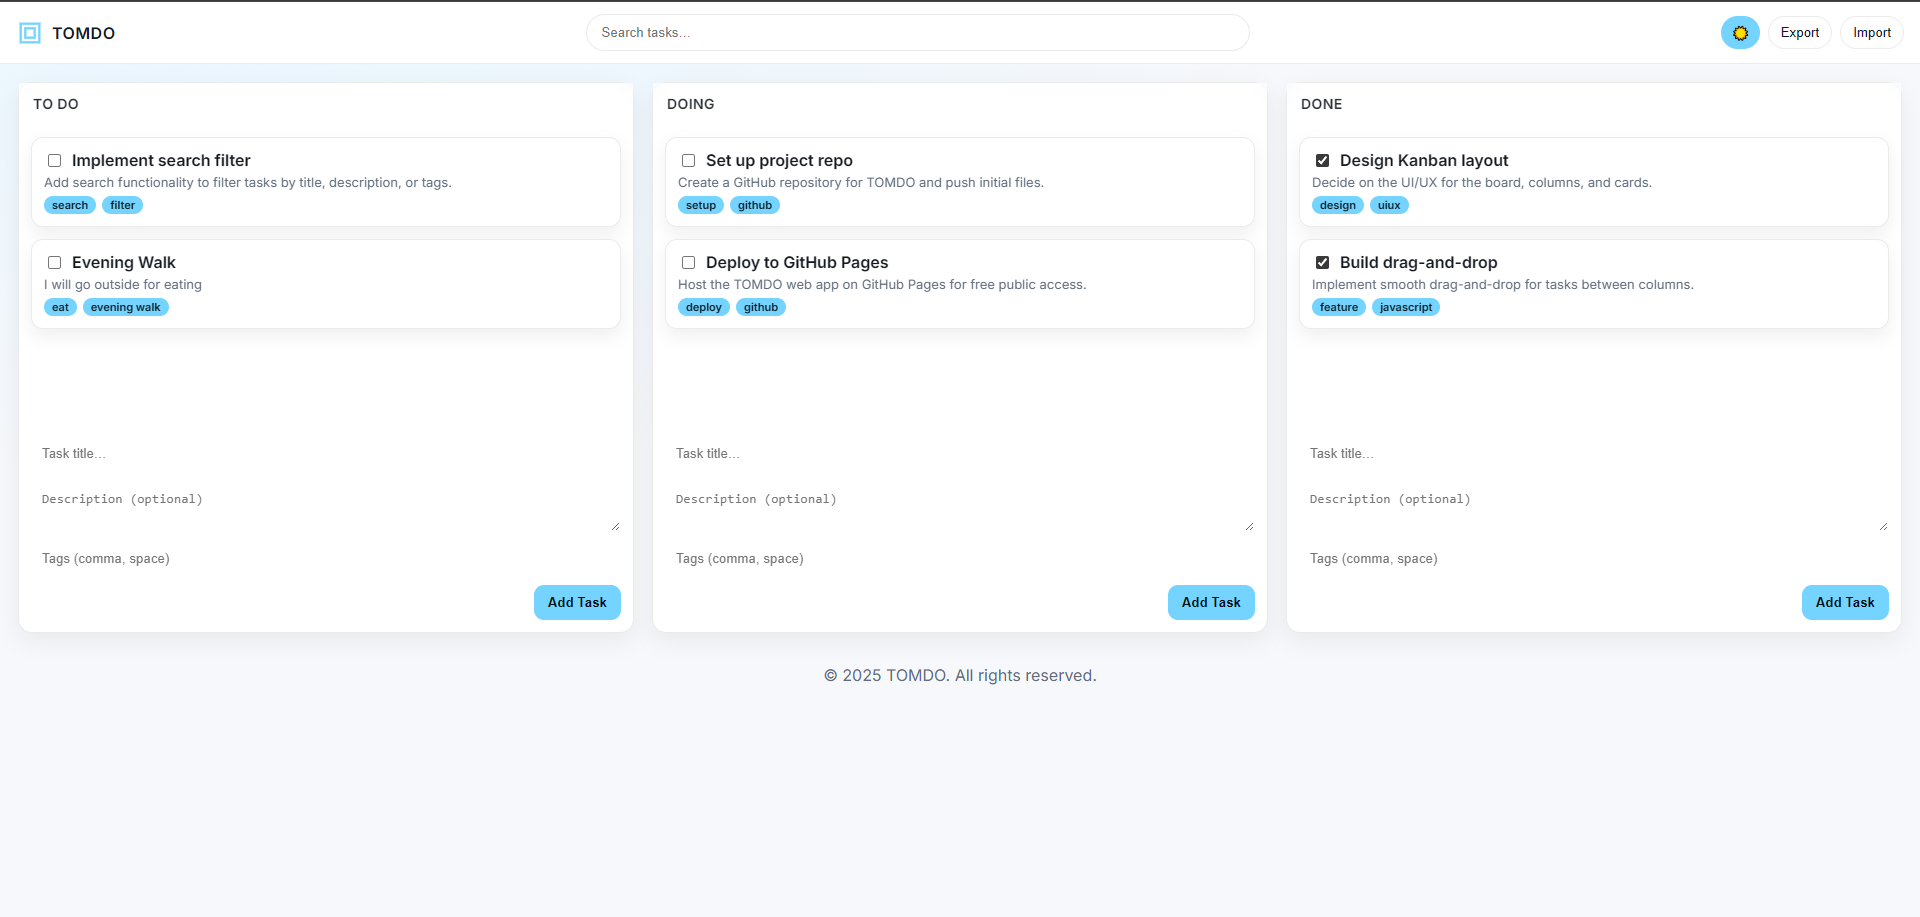 TOMDO
Search tasks...
Export
Import
TO DO
Implement search filter
Add search functionality to filter tasks by title, description, or tags.
search filter
Evening Walk
I will go outside for eating
eat evening walk
Task title...
Description (optional)
Tags (comma, space)
Add Task
DOING
Set up project repo
Create a GitHub repository for TOMDO and push initial files.
setup github
Deploy to GitHub Pages
Host the TOMDO web app on GitHub Pages for free public access.
deploy github
Task title...
Description (optional)
Tags (comma, space)
Add Task
DONE
Design Kanban layout
Decide on the UI/UX for the board, columns, and cards.
design uiux
Build drag-and-drop
Implement smooth drag-and-drop for tasks between columns.
feature javascript
Task title...
Description (optional)
Tags (comma, space)
Add Task
© 2025 TOMDO. All rights reserved.